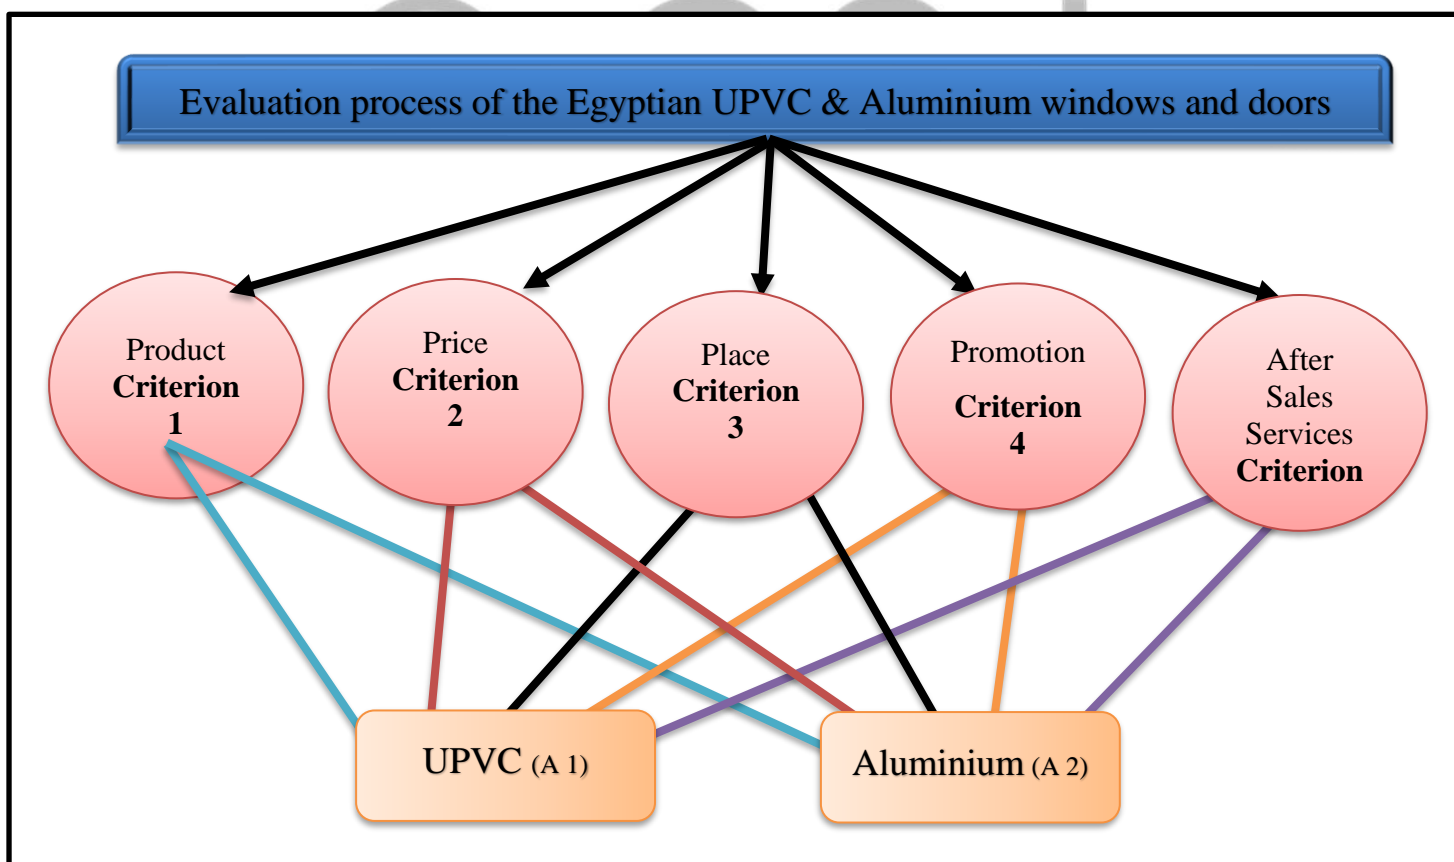 Evaluation process of the Egyptian UPVC & Aluminium windows and doors
Product
Criterion
1
Price
Criterion
2
Place
Criterion
3
Promotion
Criterion
4
After
Sales
Services
Criterion
UPVC (A 1)
Aluminium (A 2)